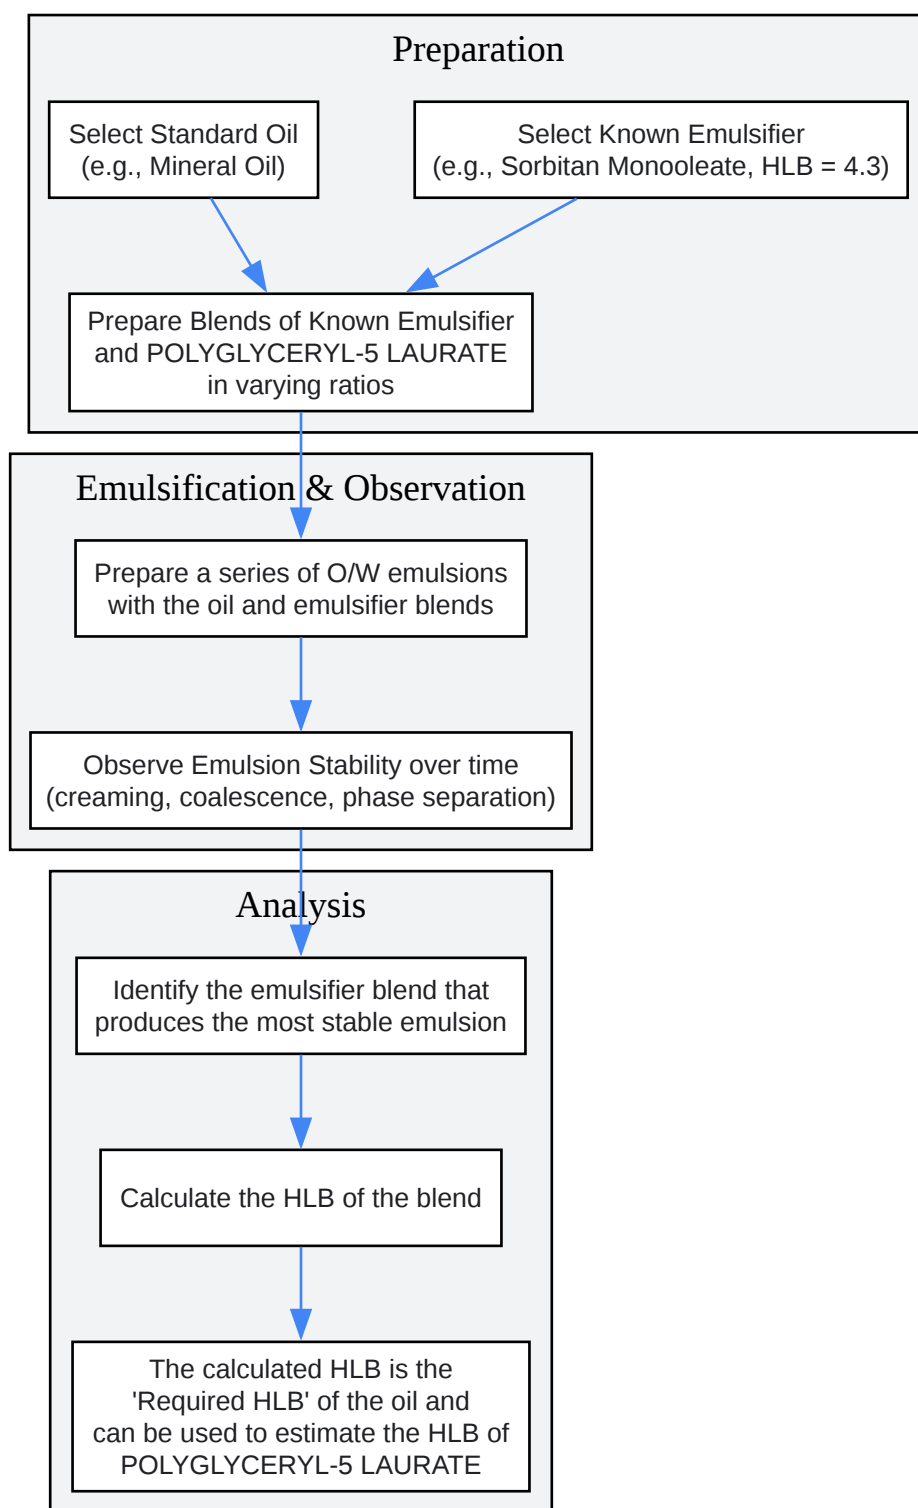 Preparation
Select Standard Oil
(e.g., Mineral Oil)
Select Known Emulsifier
(e.g., Sorbitan Monooleate, HLB = 4.3)
Prepare Blends of Known Emulsifier
and POLYGLYCERYL-5 LAURATE
in varying ratios
Emulsification & Observation
Prepare a series of O/W emulsions
with the oil and emulsifier blends
Observe Emulsion Stability over time
(creaming, coalescence, phase separation)
Analysis
Identify the emulsifier blend that
produces the most stable emulsion
Calculate the HLB of the blend
The calculated HLB is the
'Required HLB' of the oil and
can be used to estimate the HLB of
POLYGLYCERYL-5 LAURATE